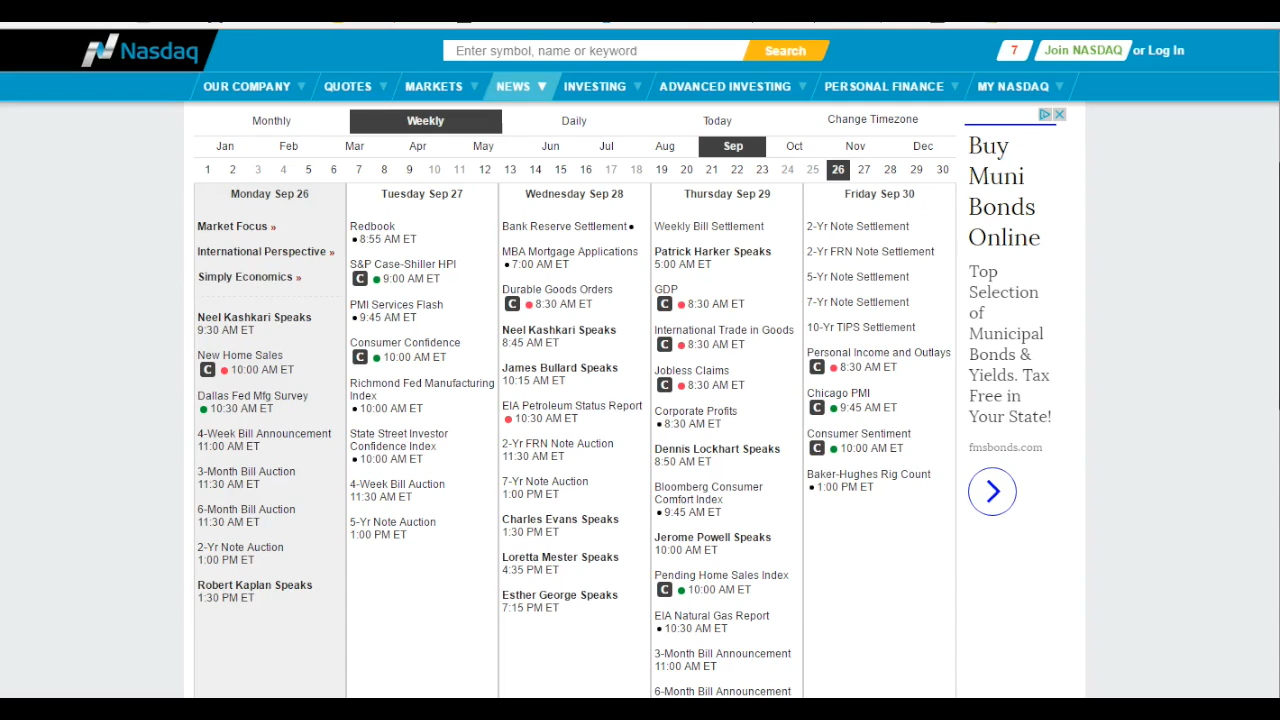 Nasdaq
Enter symbol, name or keyword
Search
7
Join NASDAQ or Log In
OUR COMPANY
QUOTES
MARKETS
NEWS
INVESTING
ADVANCED INVESTING
PERSONAL FINANCE
MY NASDAQ
Monthly Weekly Daily Today Change Timezone
Jan Feb Mar Apr May Jun Jul Aug Sep Oct Nov Dec
1 2 3 4 5 6 7 8 9 10 11 12 13 14 15 16 17 18 19 20 21 22 23 24 25 26 27 28 29 30
Monday Sep 26
Market Focus »
International Perspective »
Simply Economics »
Neel Kashkari Speaks
9:30 AM ET
New Home Sales
C 10:00 AM ET
Dallas Fed Mfg Survey
10:30 AM ET
4-Week Bill Announcement
11:00 AM ET
3-Month Bill Auction
11:30 AM ET
6-Month Bill Auction
11:30 AM ET
2-Yr Note Auction
1:00 PM ET
Robert Kaplan Speaks
1:30 PM ET
Tuesday Sep 27
Redbook
8:55 AM ET
S&P Case-Shiller HPI
C 9:00 AM ET
PMI Services Flash
9:45 AM ET
Consumer Confidence
C 10:00 AM ET
Richmond Fed Manufacturing
Index
10:00 AM ET
State Street Investor
Confidence Index
10:00 AM ET
4-Week Bill Auction
11:30 AM ET
5-Yr Note Auction
1:00 PM ET
Wednesday Sep 28
Bank Reserve Settlement
MBA Mortgage Applications
7:00 AM ET
Durable Goods Orders
C 8:30 AM ET
Neel Kashkari Speaks
8:45 AM ET
James Bullard Speaks
10:15 AM ET
EIA Petroleum Status Report
10:30 AM ET
2-Yr FRN Note Auction
11:30 AM ET
7-Yr Note Auction
1:00 PM ET
Charles Evans Speaks
1:30 PM ET
Loretta Mester Speaks
4:35 PM ET
Esther George Speaks
7:15 PM ET
Thursday Sep 29
Weekly Bill Settlement
Patrick Harker Speaks
5:00 AM ET
GDP
C 8:30 AM ET
International Trade in Goods
C 8:30 AM ET
Jobless Claims
C 8:30 AM ET
Corporate Profits
8:30 AM ET
Dennis Lockhart Speaks
8:50 AM ET
Bloomberg Consumer
Comfort Index
9:45 AM ET
Jerome Powell Speaks
10:00 AM ET
Pending Home Sales Index
C 10:00 AM ET
EIA Natural Gas Report
10:30 AM ET
3-Month Bill Announcement
11:00 AM ET
6-Month Bill Announcement
Friday Sep 30
2-Yr Note Settlement
2-Yr FRN Note Settlement
5-Yr Note Settlement
7-Yr Note Settlement
10-Yr TIPS Settlement
Personal Income and Outlays
C 8:30 AM ET
Chicago PMI
C 9:45 AM ET
Consumer Sentiment
C 10:00 AM ET
Baker-Hughes Rig Count
1:00 PM ET
Buy
Muni
Bonds
Online
Top
Selection
of
Municipal
Bonds &
Yields. Tax
Free in
Your State!
fmsbonds.com